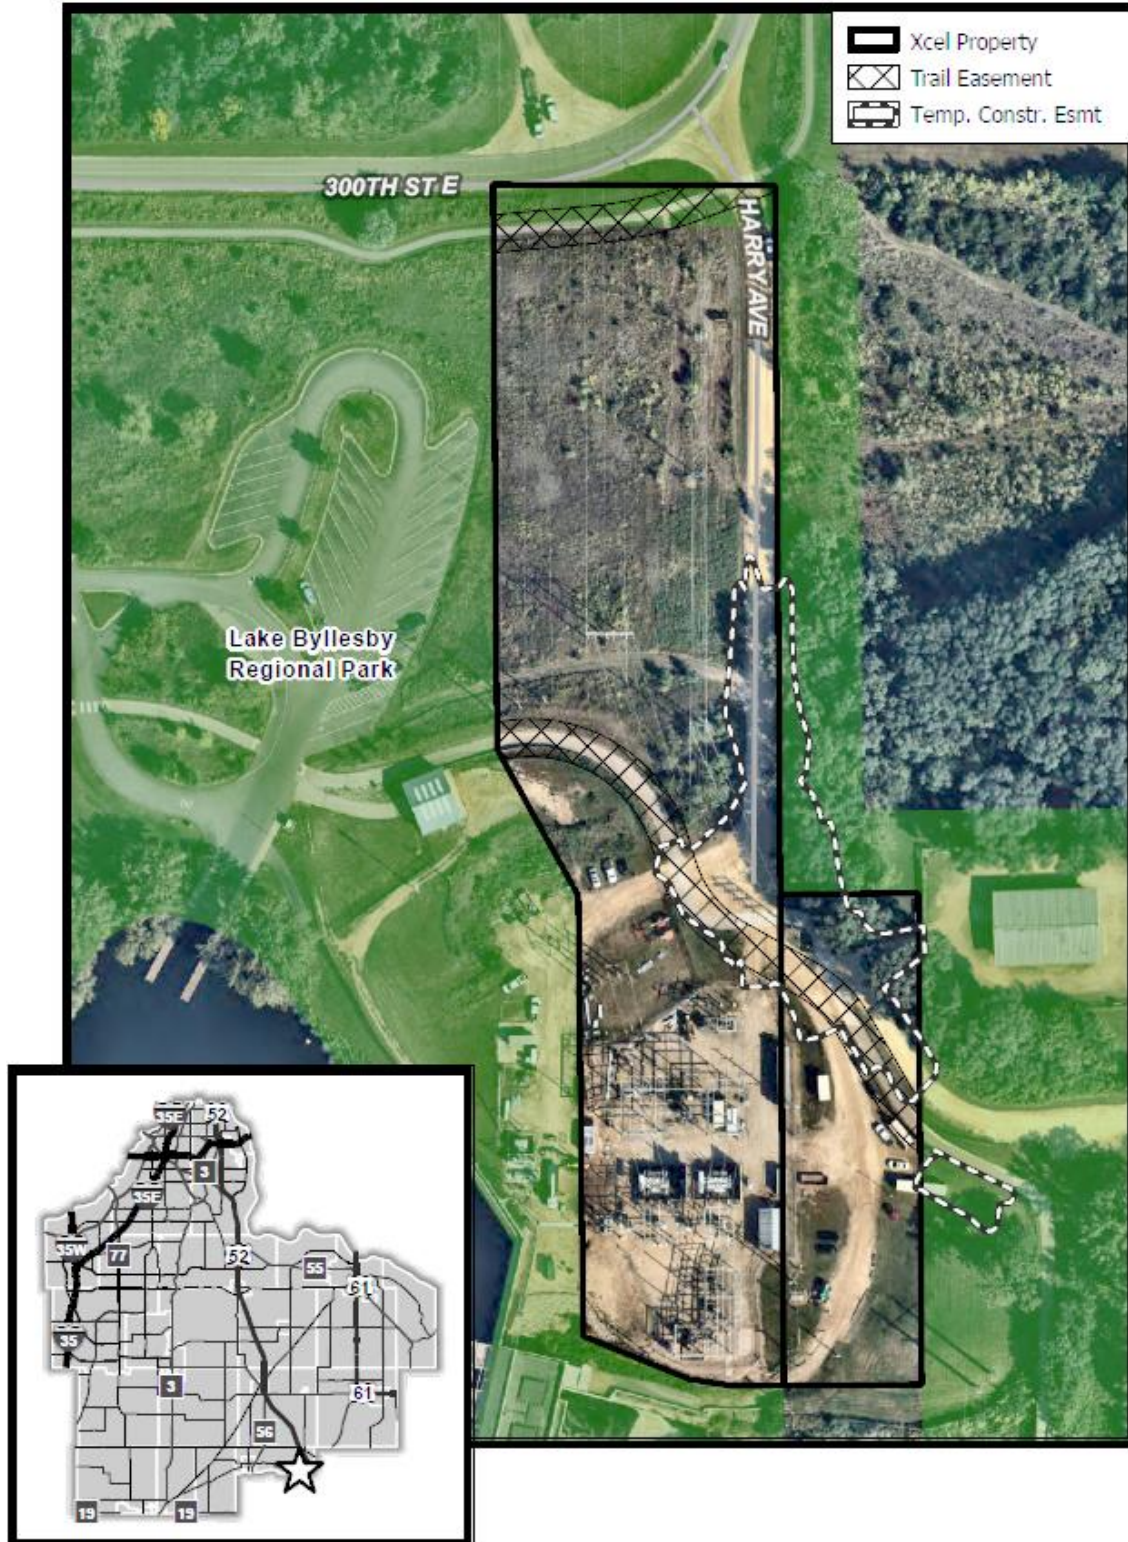 Xcel Property
Trail Easement
Temp. Constr. Esmt
300TH ST E
HARRY AVE
Lake Byllesby
Regional Park
35E
52
3
35E
35W
77
52
55
61
35
3
61
56
19
19